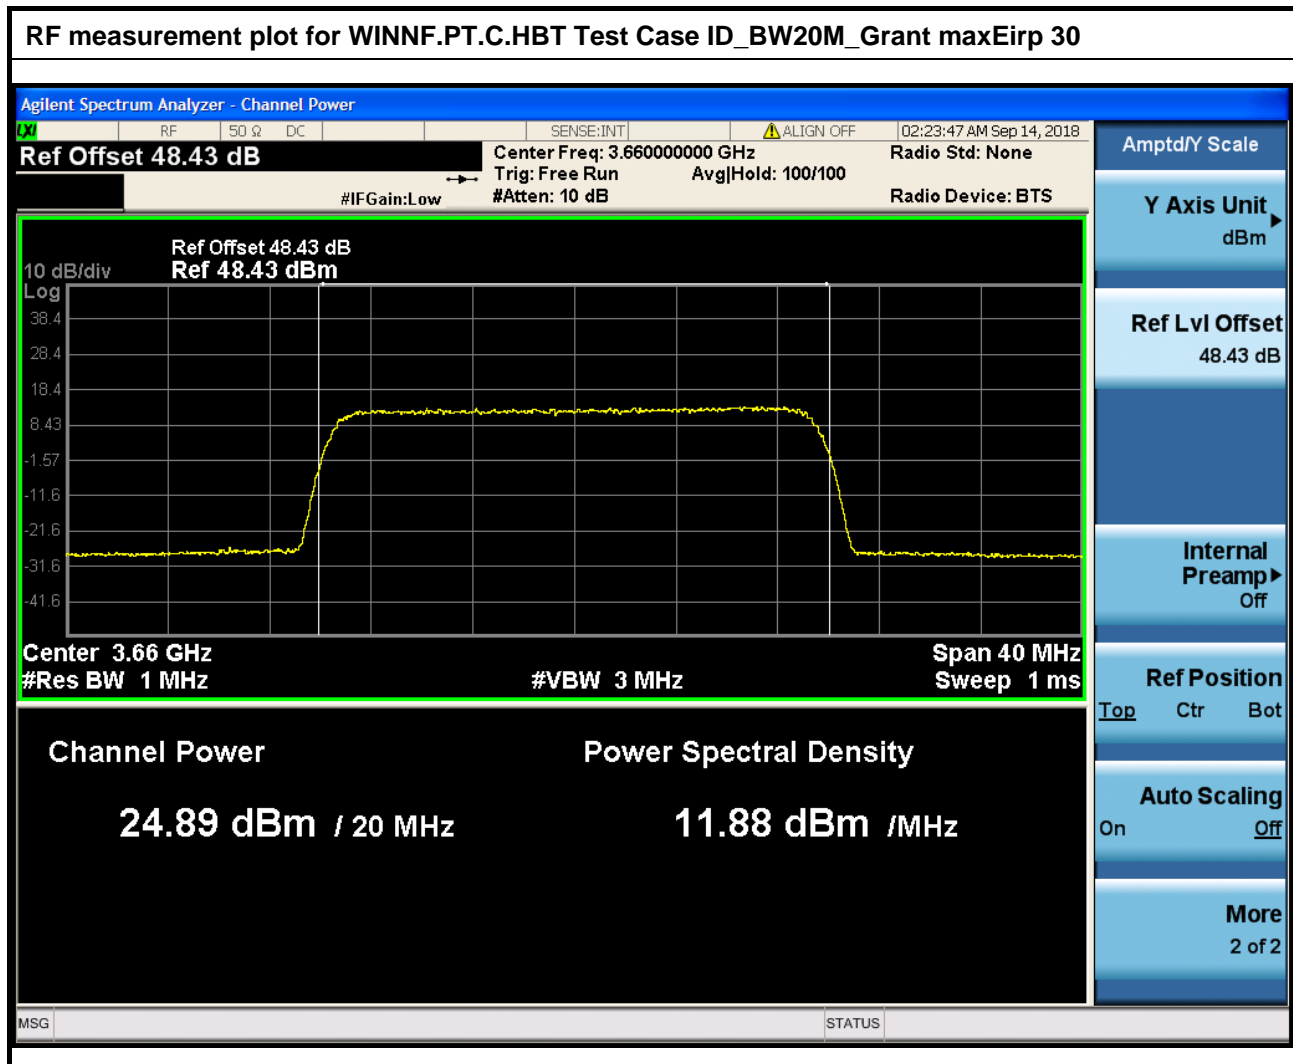 RF measurement plot for WINNF.PT.C.HBT Test Case ID_BW20M_Grant maxEirp 30
Agilent Spectrum Analyzer - Channel Power
LXI RF 50 Ω DC SENSE:INT ALIGN OFF 02:23:47 AM Sep 14, 2018
Ref Offset 48.43 dB
Center Freq: 3.660000000 GHz
Radio Std: None
Trig: Free Run
Avg|Hold: 100/100
#IFGain:Low
#Atten: 10 dB
Radio Device: BTS
Ref Offset 48.43 dB
10 dB/div
Ref 48.43 dBm
Log
38.4
28.4
18.4
8.43
-1.57
-11.6
-21.6
-31.6
-41.6
Center 3.66 GHz
Span 40 MHz
#Res BW 1 MHz
#VBW 3 MHz
Sweep 1 ms
Channel Power
Power Spectral Density
24.89 dBm / 20 MHz
11.88 dBm /MHz
Amptd/Y Scale
Y Axis Unit
dBm
Ref Lvl Offset
48.43 dB
Internal
Preamp
Off
Ref Position
Top Ctr Bot
Auto Scaling
On Off
More
2 of 2
MSG
STATUS